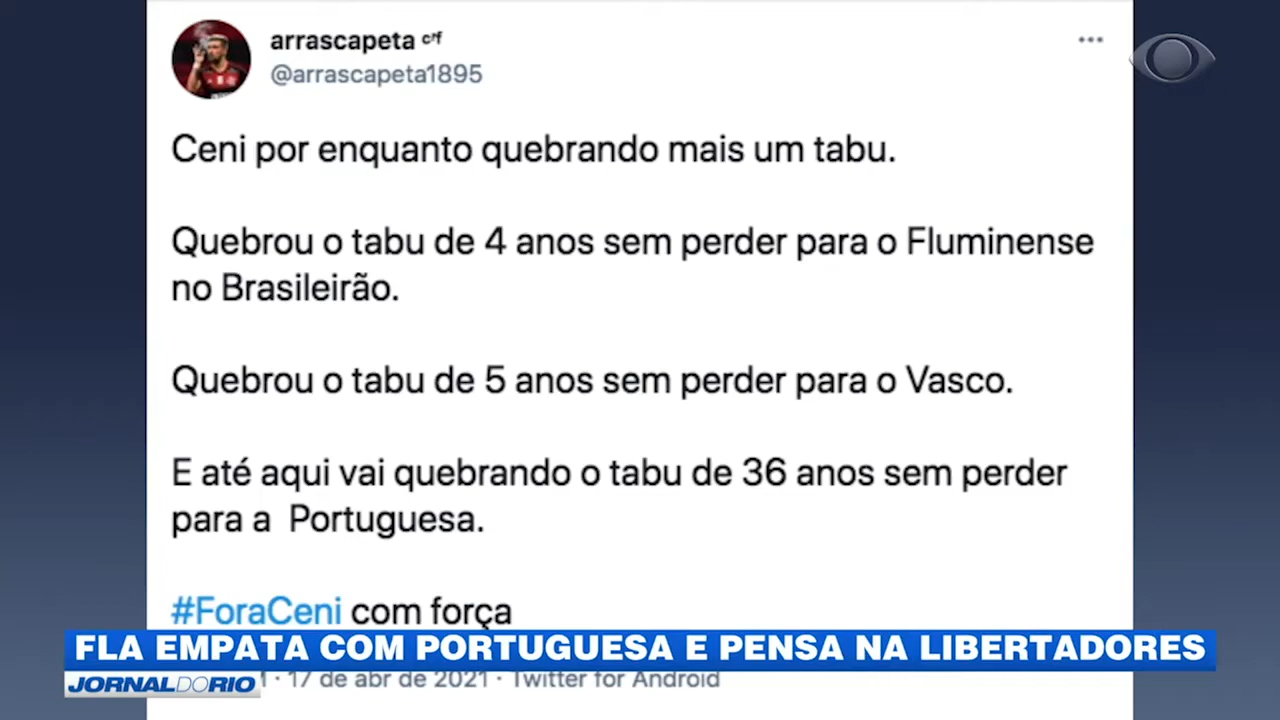 arrascapeta crf
@arrascapeta1895
Ceni por enquanto quebrando mais um tabu.
Quebrou o tabu de 4 anos sem perder para o Fluminense
no Brasileirão.
Quebrou o tabu de 5 anos sem perder para o Vasco.
E até aqui vai quebrando o tabu de 36 anos sem perder
para a Portuguesa.
#ForaCeni com força
FLA EMPATA COM PORTUGUESA E PENSA NA LIBERTADORES
JORNAL DO RIO
· 17 de abr de 2021 · Twitter for Android